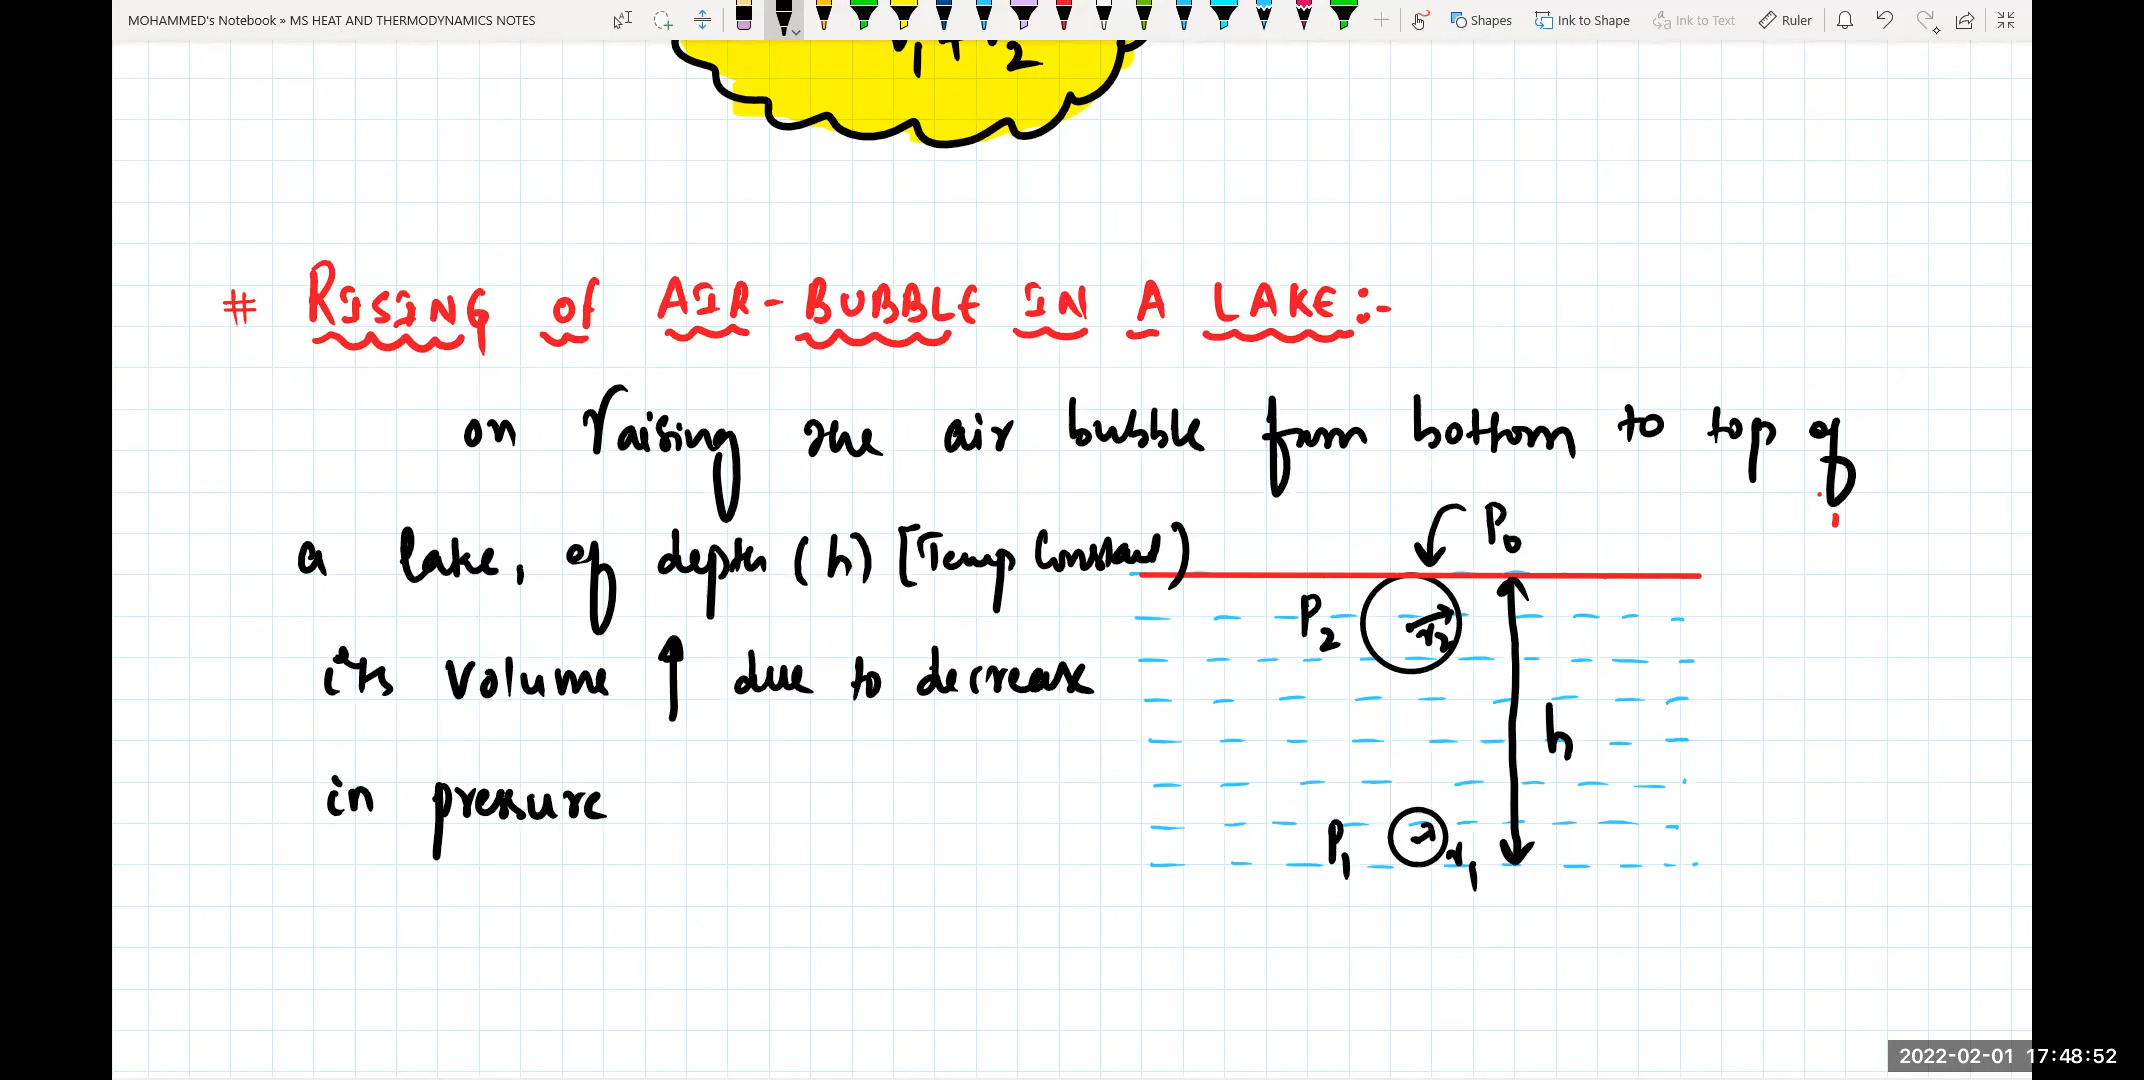 MOHAMMED's Notebook » MS HEAT AND THERMODYNAMICS NOTES
Shapes Ink to Shape Ink to Text Ruler
# RISING of AIR-BUBBLE IN A LAKE:-
on raising the air bubble from bottom to top of
a lake, of depth (h) [Temp Constant)
P₀
its volume ↑ due to decrease
P₂ r₂
h
in pressure
P₁ r₁
2022-02-01 17:48:52